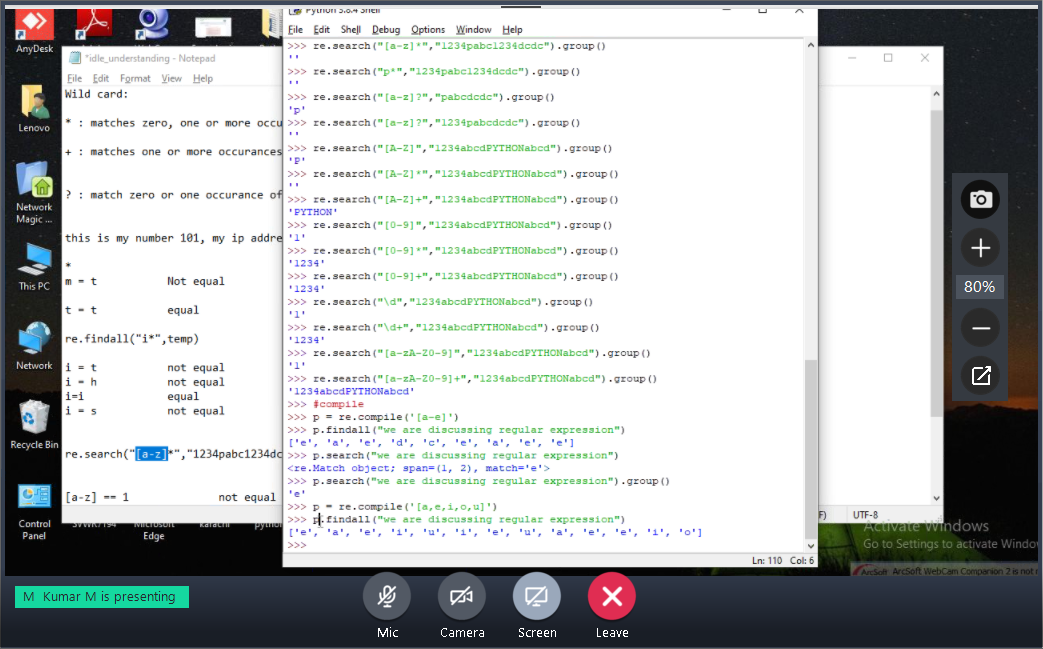 Python 3.8.4 Shell
File Edit Shell Debug Options Window Help
>>> re.search("[a-z]*","1234pabc1234dcdc").group()
''
>>> re.search("p*","1234pabc1234dcdc").group()
''
>>> re.search("[a-z]?","pabcdcdc").group()
'p'
>>> re.search("[a-z]?","1234pabcdcdc").group()
''
>>> re.search("[A-Z]","1234abcdPYTHONabcd").group()
'P'
>>> re.search("[A-Z]*","1234abcdPYTHONabcd").group()
''
>>> re.search("[A-Z]+","1234abcdPYTHONabcd").group()
'PYTHON'
>>> re.search("[0-9]","1234abcdPYTHONabcd").group()
'1'
>>> re.search("[0-9]*","1234abcdPYTHONabcd").group()
'1234'
>>> re.search("[0-9]+","1234abcdPYTHONabcd").group()
'1234'
>>> re.search("\d","1234abcdPYTHONabcd").group()
'1'
>>> re.search("\d+","1234abcdPYTHONabcd").group()
'1234'
>>> re.search("[a-zA-Z0-9]","1234abcdPYTHONabcd").group()
'1'
>>> re.search("[a-zA-Z0-9]+","1234abcdPYTHONabcd").group()
'1234abcdPYTHONabcd'
>>> #compile
>>> p = re.compile('[a-e]')
>>> p.findall("we are discussing regular expression")
['e', 'a', 'e', 'd', 'c', 'e', 'a', 'e', 'e']
>>> p.search("we are discussing regular expression")
<re.Match object; span=(1, 2), match='e'>
>>> p.search("we are discussing regular expression").group()
'e'
>>> p = re.compile('[a,e,i,o,u]')
>>> p.findall("we are discussing regular expression")
['e', 'a', 'e', 'i', 'u', 'i', 'e', 'u', 'a', 'e', 'e', 'i', 'o']
>>>
Ln: 110 Col: 6
*idle_understanding - Notepad
File Edit Format View Help
Wild card:
* : matches zero, one or more occu
+ : matches one or more occurances
? : match zero or one occurance of
this is my number 101, my ip addre
*
m = t Not equal
t = t equal
re.findall("i*",temp)
i = t not equal
i = h not equal
i=i equal
i = s not equal
re.search("[a-z]*","1234pabc1234dc
[a-z] == 1 not equal
F) UTF-8
AnyDesk
Lenovo
Network
Magic ...
This PC
Network
Recycle Bin
Control
Panel
Microsoft
Edge
karachi
Activate Windows
Go to Settings to activate Windo
ArcSoft ArcSoft WebCam Companion 2 is not
80%
M Kumar M is presenting
Mic Camera Screen Leave